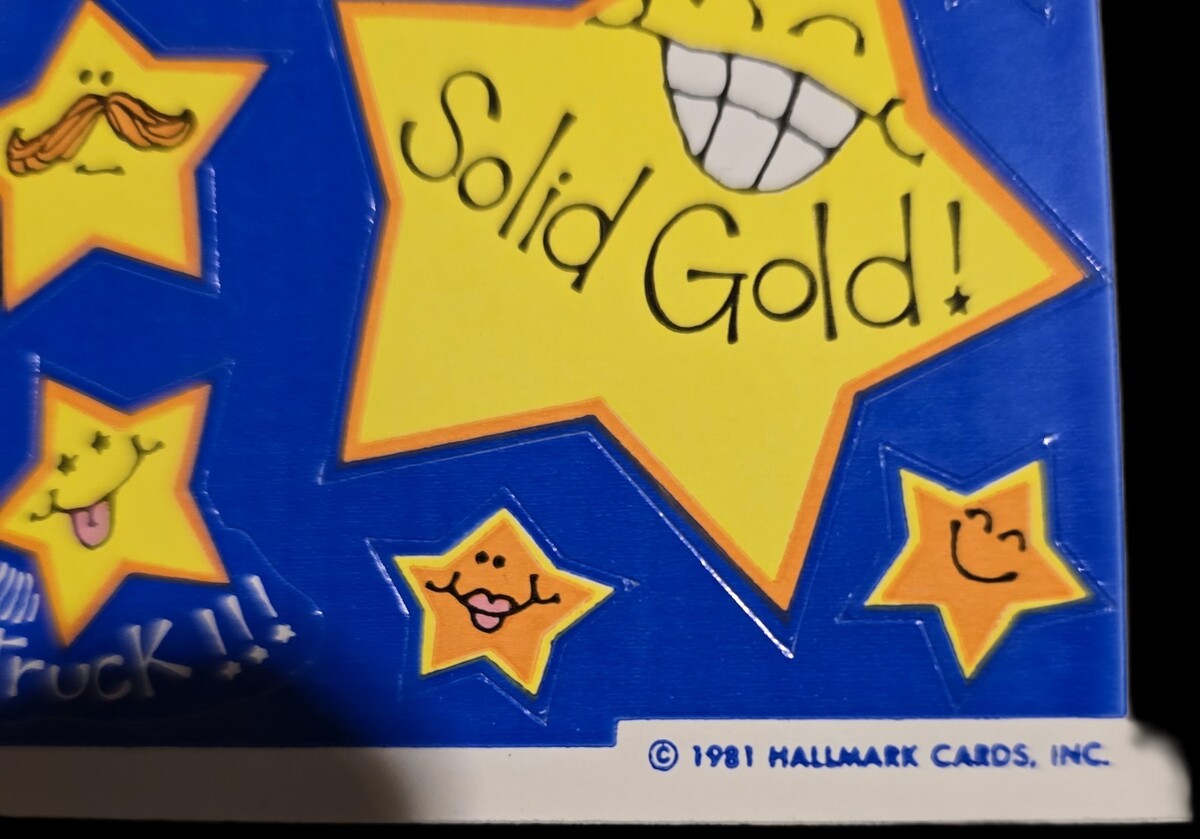 Solid Gold!
truck!!!
© 1981 HALLMARK CARDS, INC.